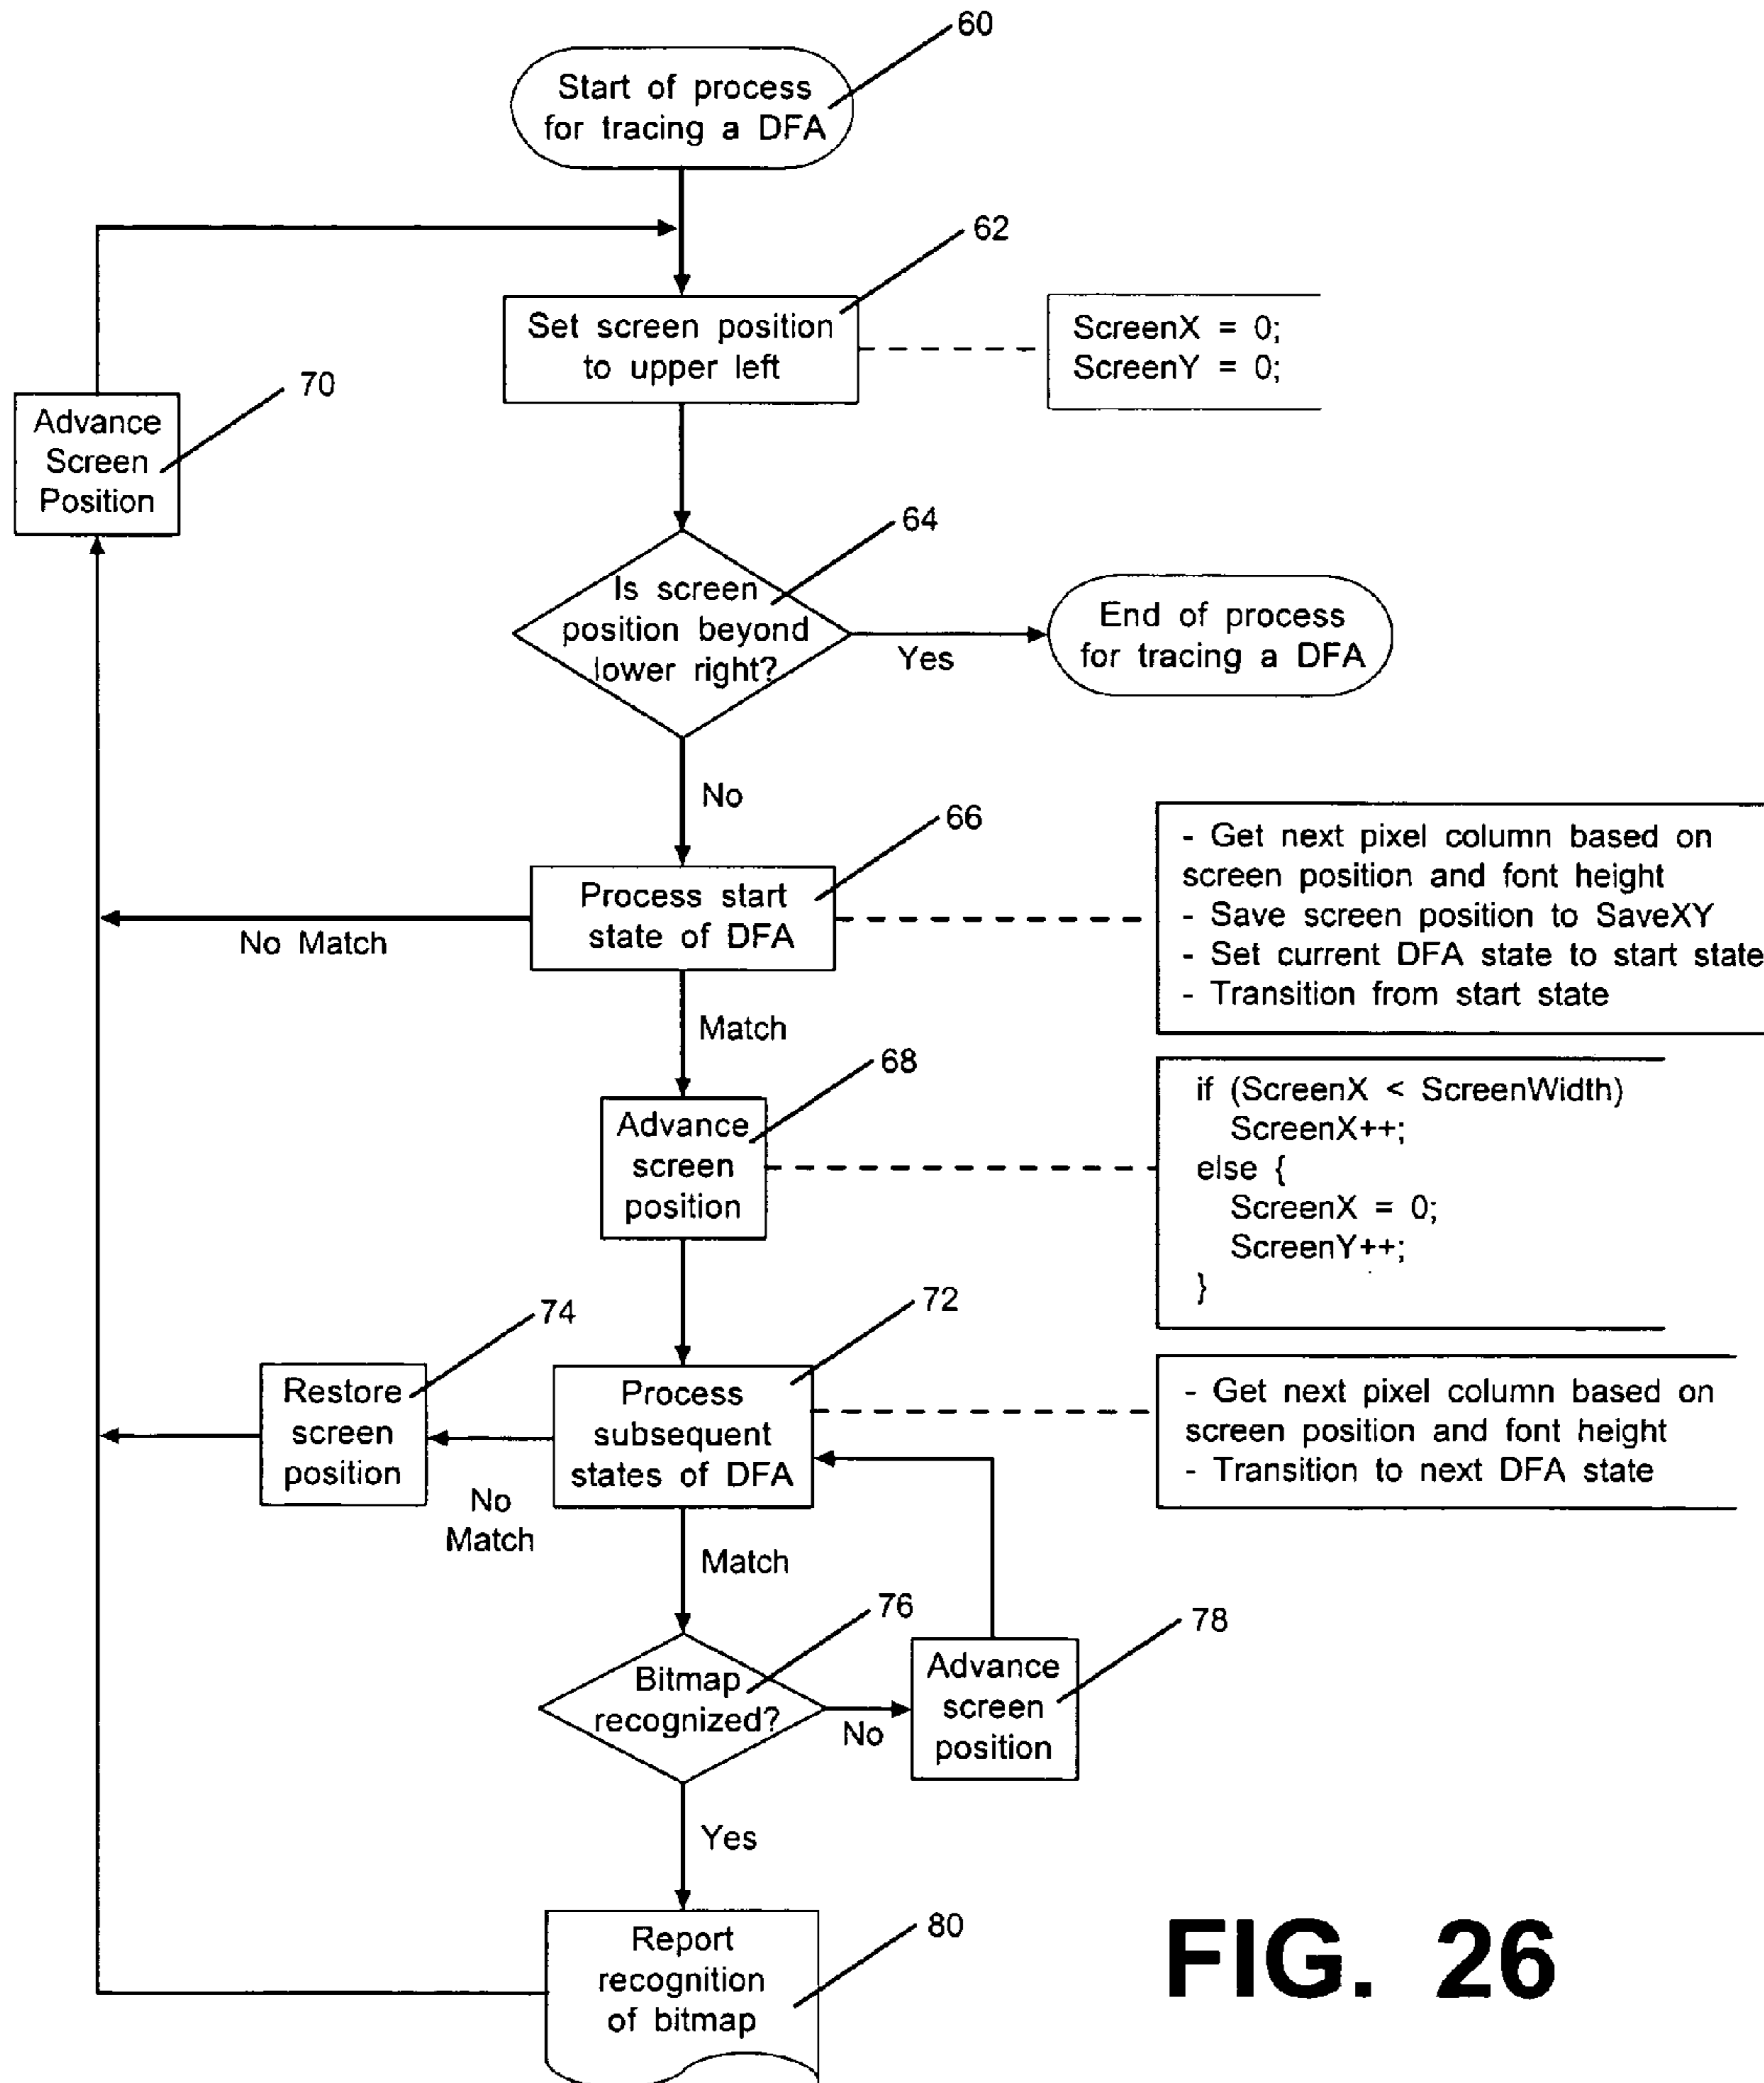 60
Start of process
for tracing a DFA
62
Set screen position
to upper left
ScreenX = 0;
ScreenY = 0;
70
Advance
Screen
Position
64
Is screen
position beyond
lower right?
Yes
End of process
for tracing a DFA
No
66
Process start
state of DFA
No Match
- Get next pixel column based on
screen position and font height
- Save screen position to SaveXY
- Set current DFA state to start state
- Transition from start state
Match
68
Advance
screen
position
if (ScreenX < ScreenWidth)
ScreenX++;
else {
ScreenX = 0;
ScreenY++;
}
74
72
Restore
screen
position
No
Match
Process
subsequent
states of DFA
- Get next pixel column based on
screen position and font height
- Transition to next DFA state
Match
76
78
Bitmap
recognized?
No
Advance
screen
position
Yes
80
Report
recognition
of bitmap
FIG. 26